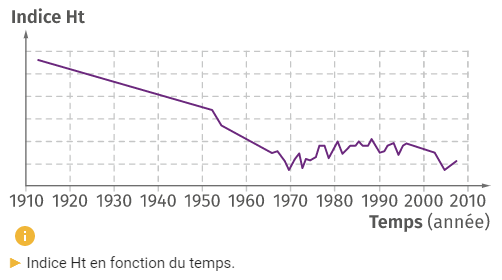 Indice Ht
1910 1920 1930 1940 1950 1960 1970 1980 1990 2000 2010
Temps (année)
i
Indice Ht en fonction du temps.